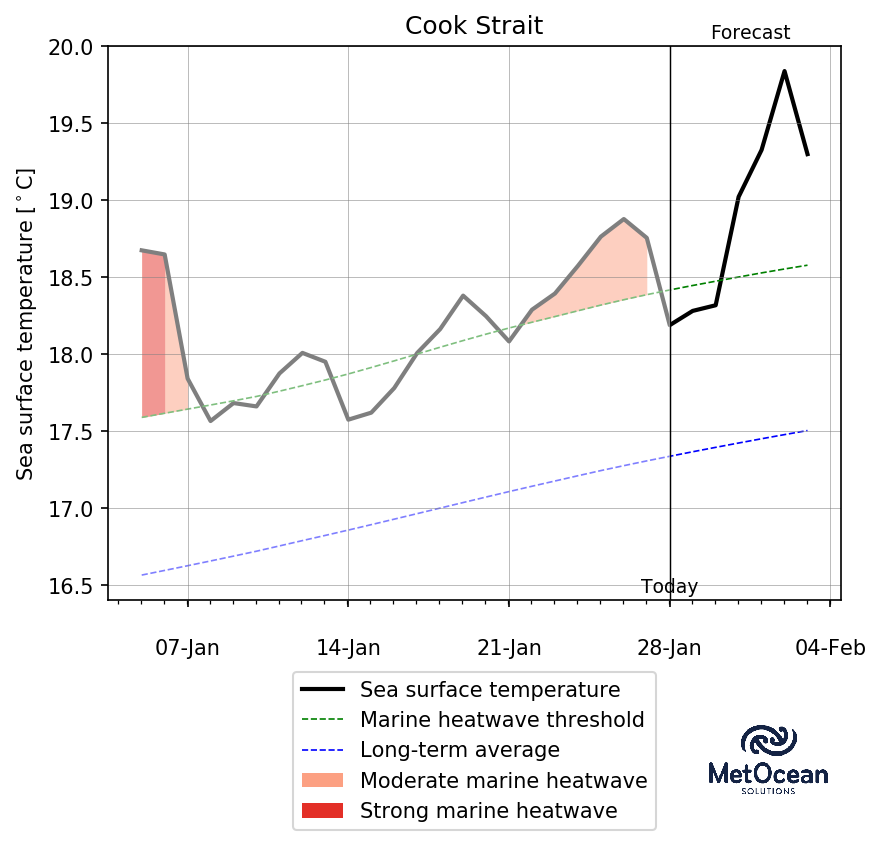 Cook Strait
Forecast
Sea surface temperature [°C]
20.0
19.5
19.0
18.5
18.0
17.5
17.0
16.5
Today
07-Jan 14-Jan 21-Jan 28-Jan 04-Feb
Sea surface temperature
Marine heatwave threshold
Long-term average
Moderate marine heatwave
Strong marine heatwave
MetOcean
SOLUTIONS